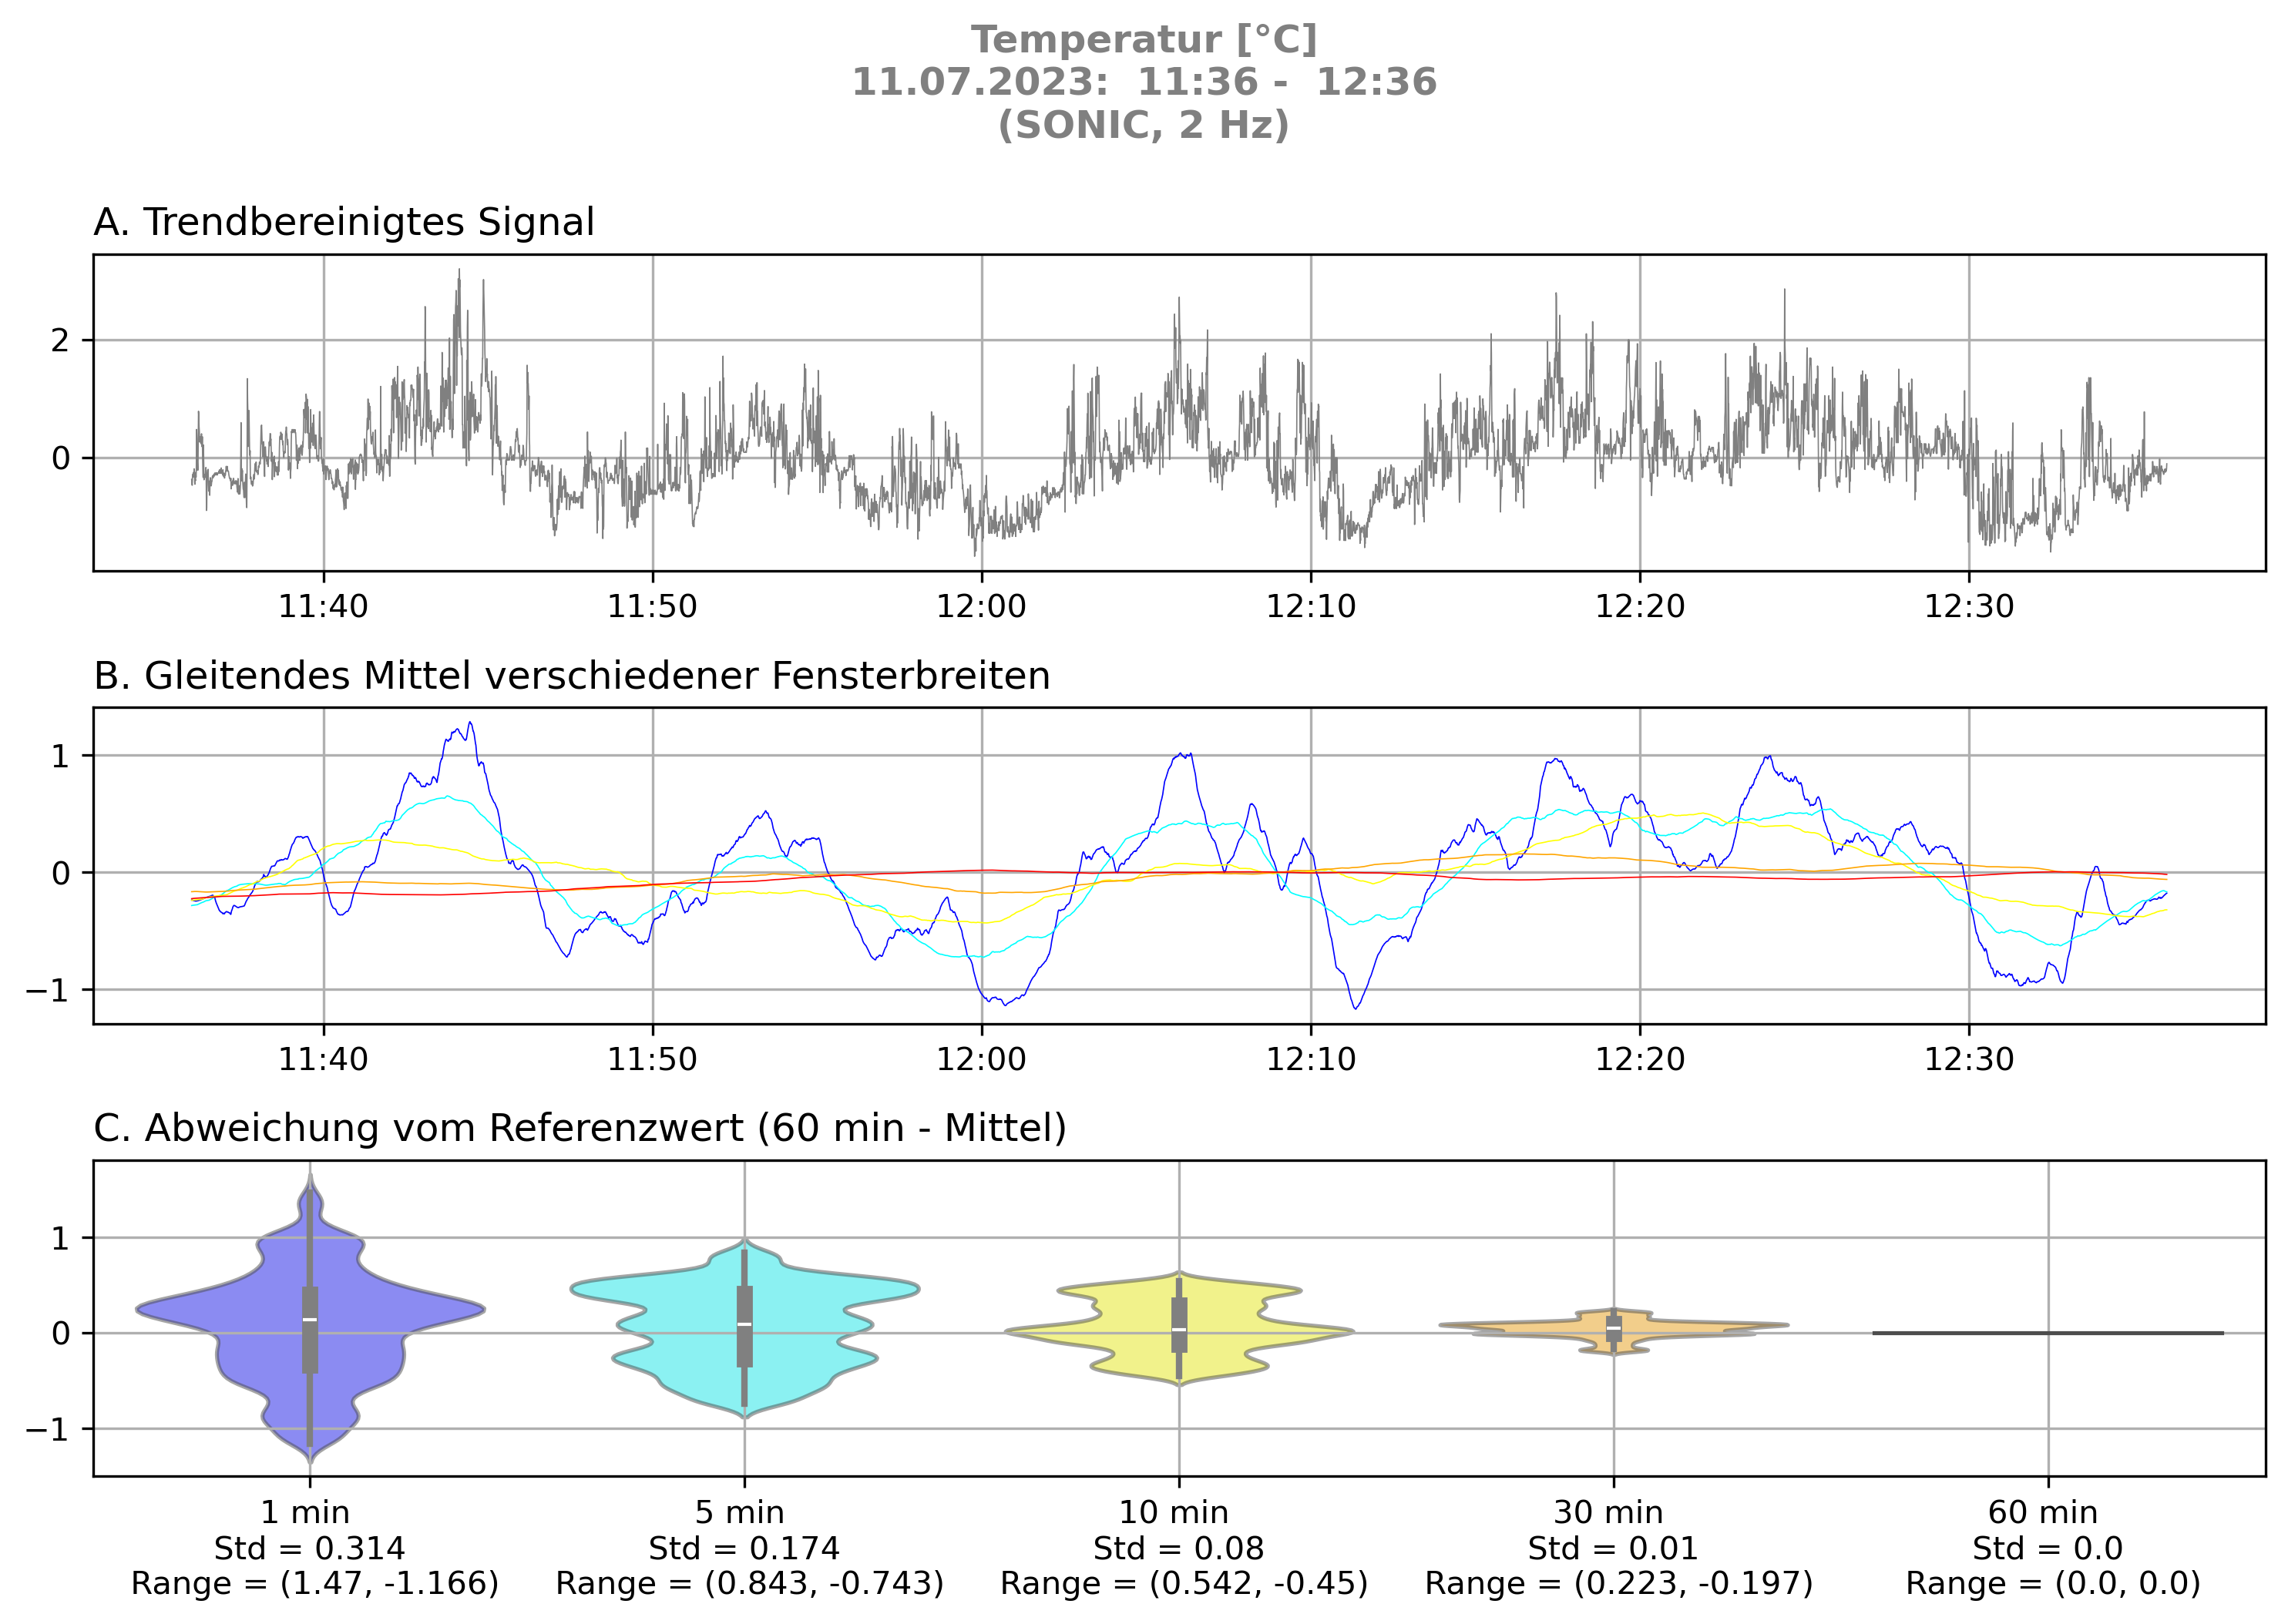 Temperatur [°C]
11.07.2023:  11:36 -  12:36
(SONIC, 2 Hz)
A. Trendbereinigtes Signal
2
0
11:40 11:50 12:00 12:10 12:20 12:30
B. Gleitendes Mittel verschiedener Fensterbreiten
1
0
−1
11:40 11:50 12:00 12:10 12:20 12:30
C. Abweichung vom Referenzwert (60 min - Mittel)
1
0
−1
1 min 5 min 10 min 30 min 60 min
Std = 0.314 Std = 0.174 Std = 0.08 Std = 0.01 Std = 0.0
Range = (1.47, -1.166) Range = (0.843, -0.743) Range = (0.542, -0.45) Range = (0.223, -0.197) Range = (0.0, 0.0)